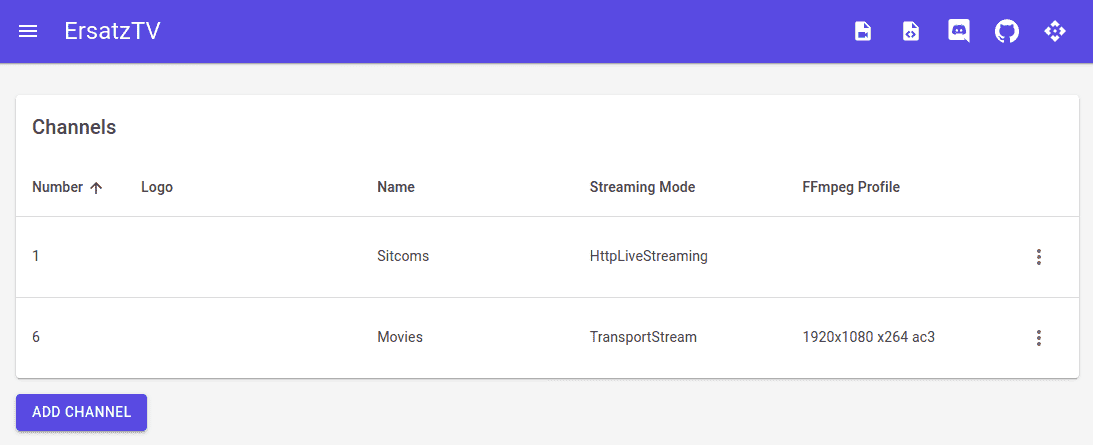 ErsatzTV
Channels
Number Logo Name Streaming Mode FFmpeg Profile
1 Sitcoms HttpLiveStreaming
6 Movies TransportStream 1920x1080 x264 ac3
ADD CHANNEL